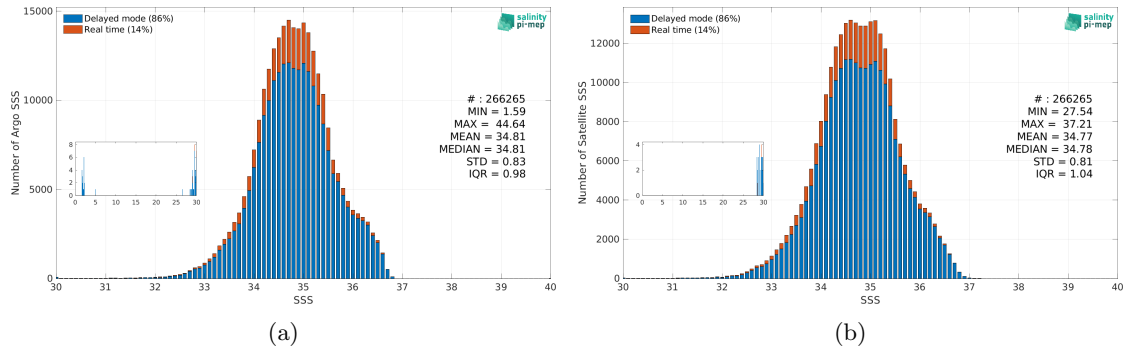 15000
10000
5000
0
Number of Argo SSS
Delayed mode (86%)
Real time (14%)
salinity
pi-mep
# : 266265
MIN = 1.59
MAX = 44.64
MEAN = 34.81
MEDIAN = 34.81
STD = 0.83
IQR = 0.98
8
6
4
2
0
0 5 10 15 20 25 30
30 31 32 33 34 35 36 37 38 39 40
SSS
(a)
12000
10000
8000
6000
4000
2000
0
Number of Satellite SSS
Delayed mode (86%)
Real time (14%)
salinity
pi-mep
# : 266265
MIN = 27.54
MAX = 37.21
MEAN = 34.77
MEDIAN = 34.78
STD = 0.81
IQR = 1.04
4
2
0
0 5 10 15 20 25 30
30 31 32 33 34 35 36 37 38 39 40
SSS
(b)